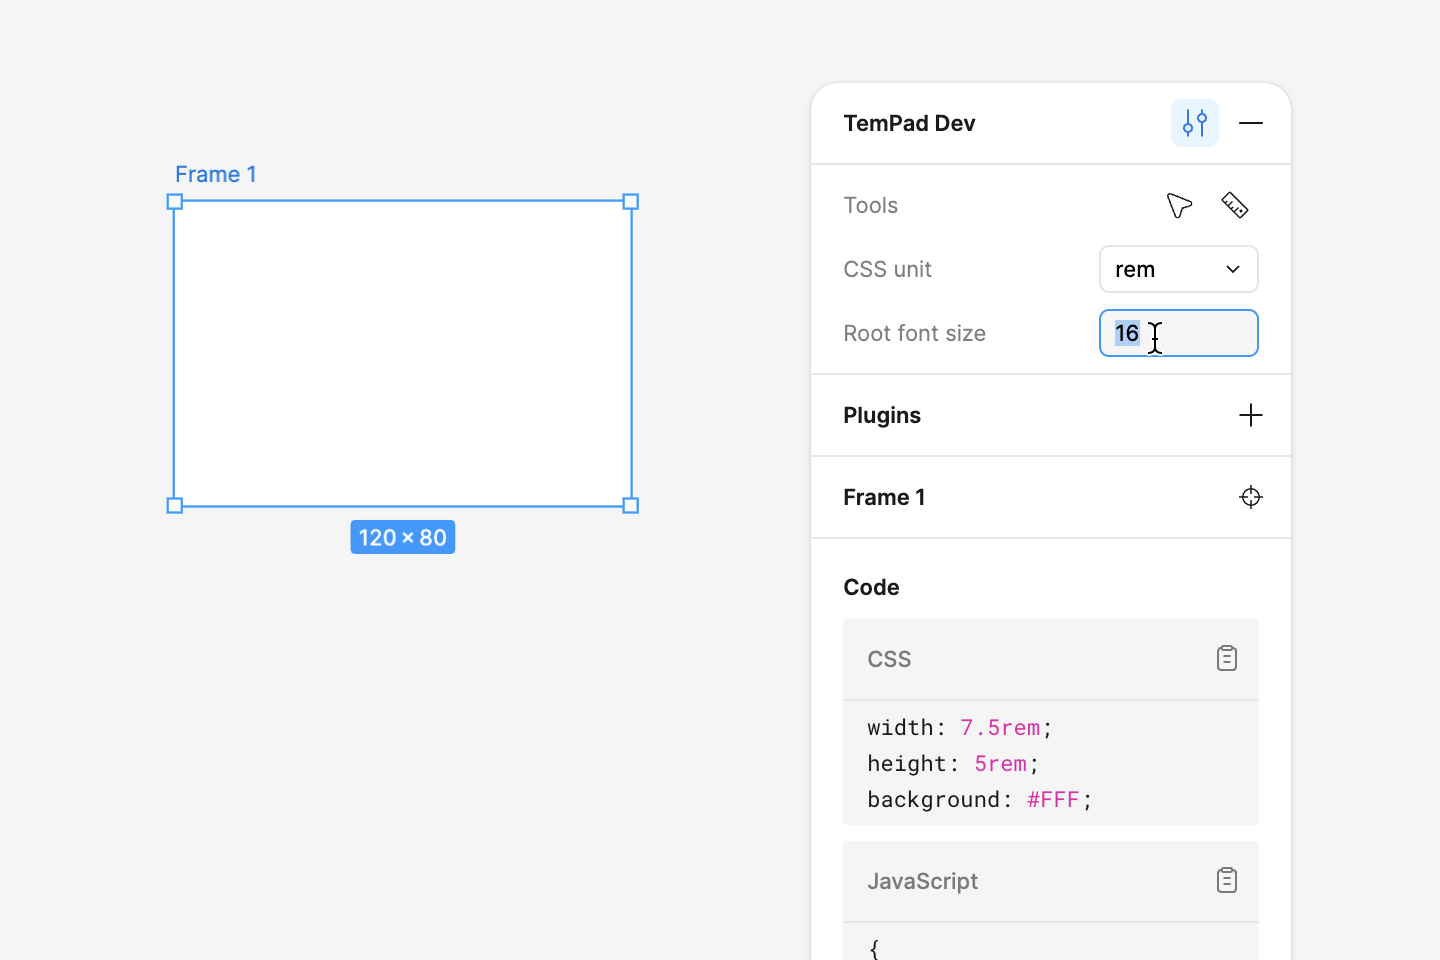 Frame 1
120 × 80
TemPad Dev
Tools
CSS unit
rem
Root font size
16
Plugins
Frame 1
Code
CSS
width: 7.5rem;
height: 5rem;
background: #FFF;
JavaScript
{